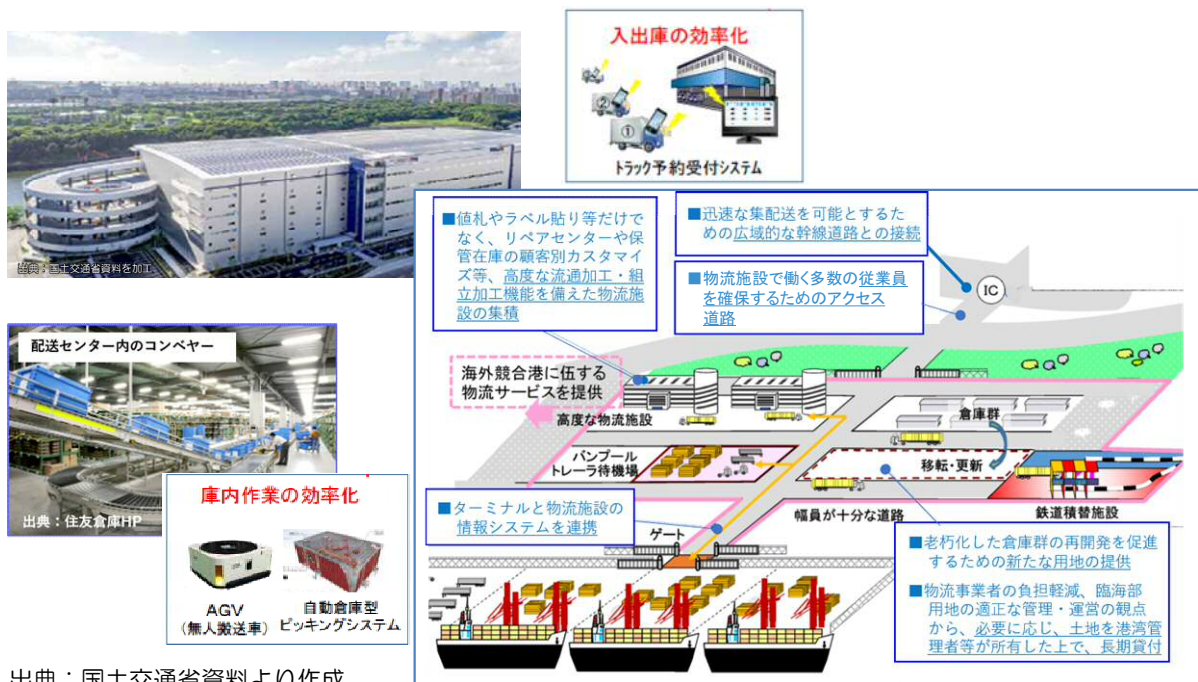 入出庫の効率化
②
①
トラック予約受付システム
出典:国土交通省資料を加工
■値札やラベル貼り等だけで
なく、リペアセンターや保
管在庫の顧客別カスタマイ
ズ等、高度な流通加工・組
立加工機能を備えた物流施
設の集積
■迅速な集配送を可能とするた
めの広域的な幹線道路との接続
■物流施設で働く多数の従業員
を確保するためのアクセス
道路
IC
配送センター内のコンベヤー
出典:住友倉庫HP
海外競合港に伍する
物流サービスを提供
高度な物流施設
倉庫群
バンプール
トレーラ待機場
移転・更新
鉄道積替施設
幅員が十分な道路
庫内作業の効率化
AGV
(無人搬送車)
自動倉庫型
ピッキングシステム
■ターミナルと物流施設の
情報システムを連携
ゲート
■老朽化した倉庫群の再開発を促進
するための新たな用地の提供
■物流事業者の負担軽減、臨海部
用地の適正な管理・運営の観点
から、必要に応じ、土地を港湾管
理者等が所有した上で、長期貸付
出典:国土交通省資料より作成